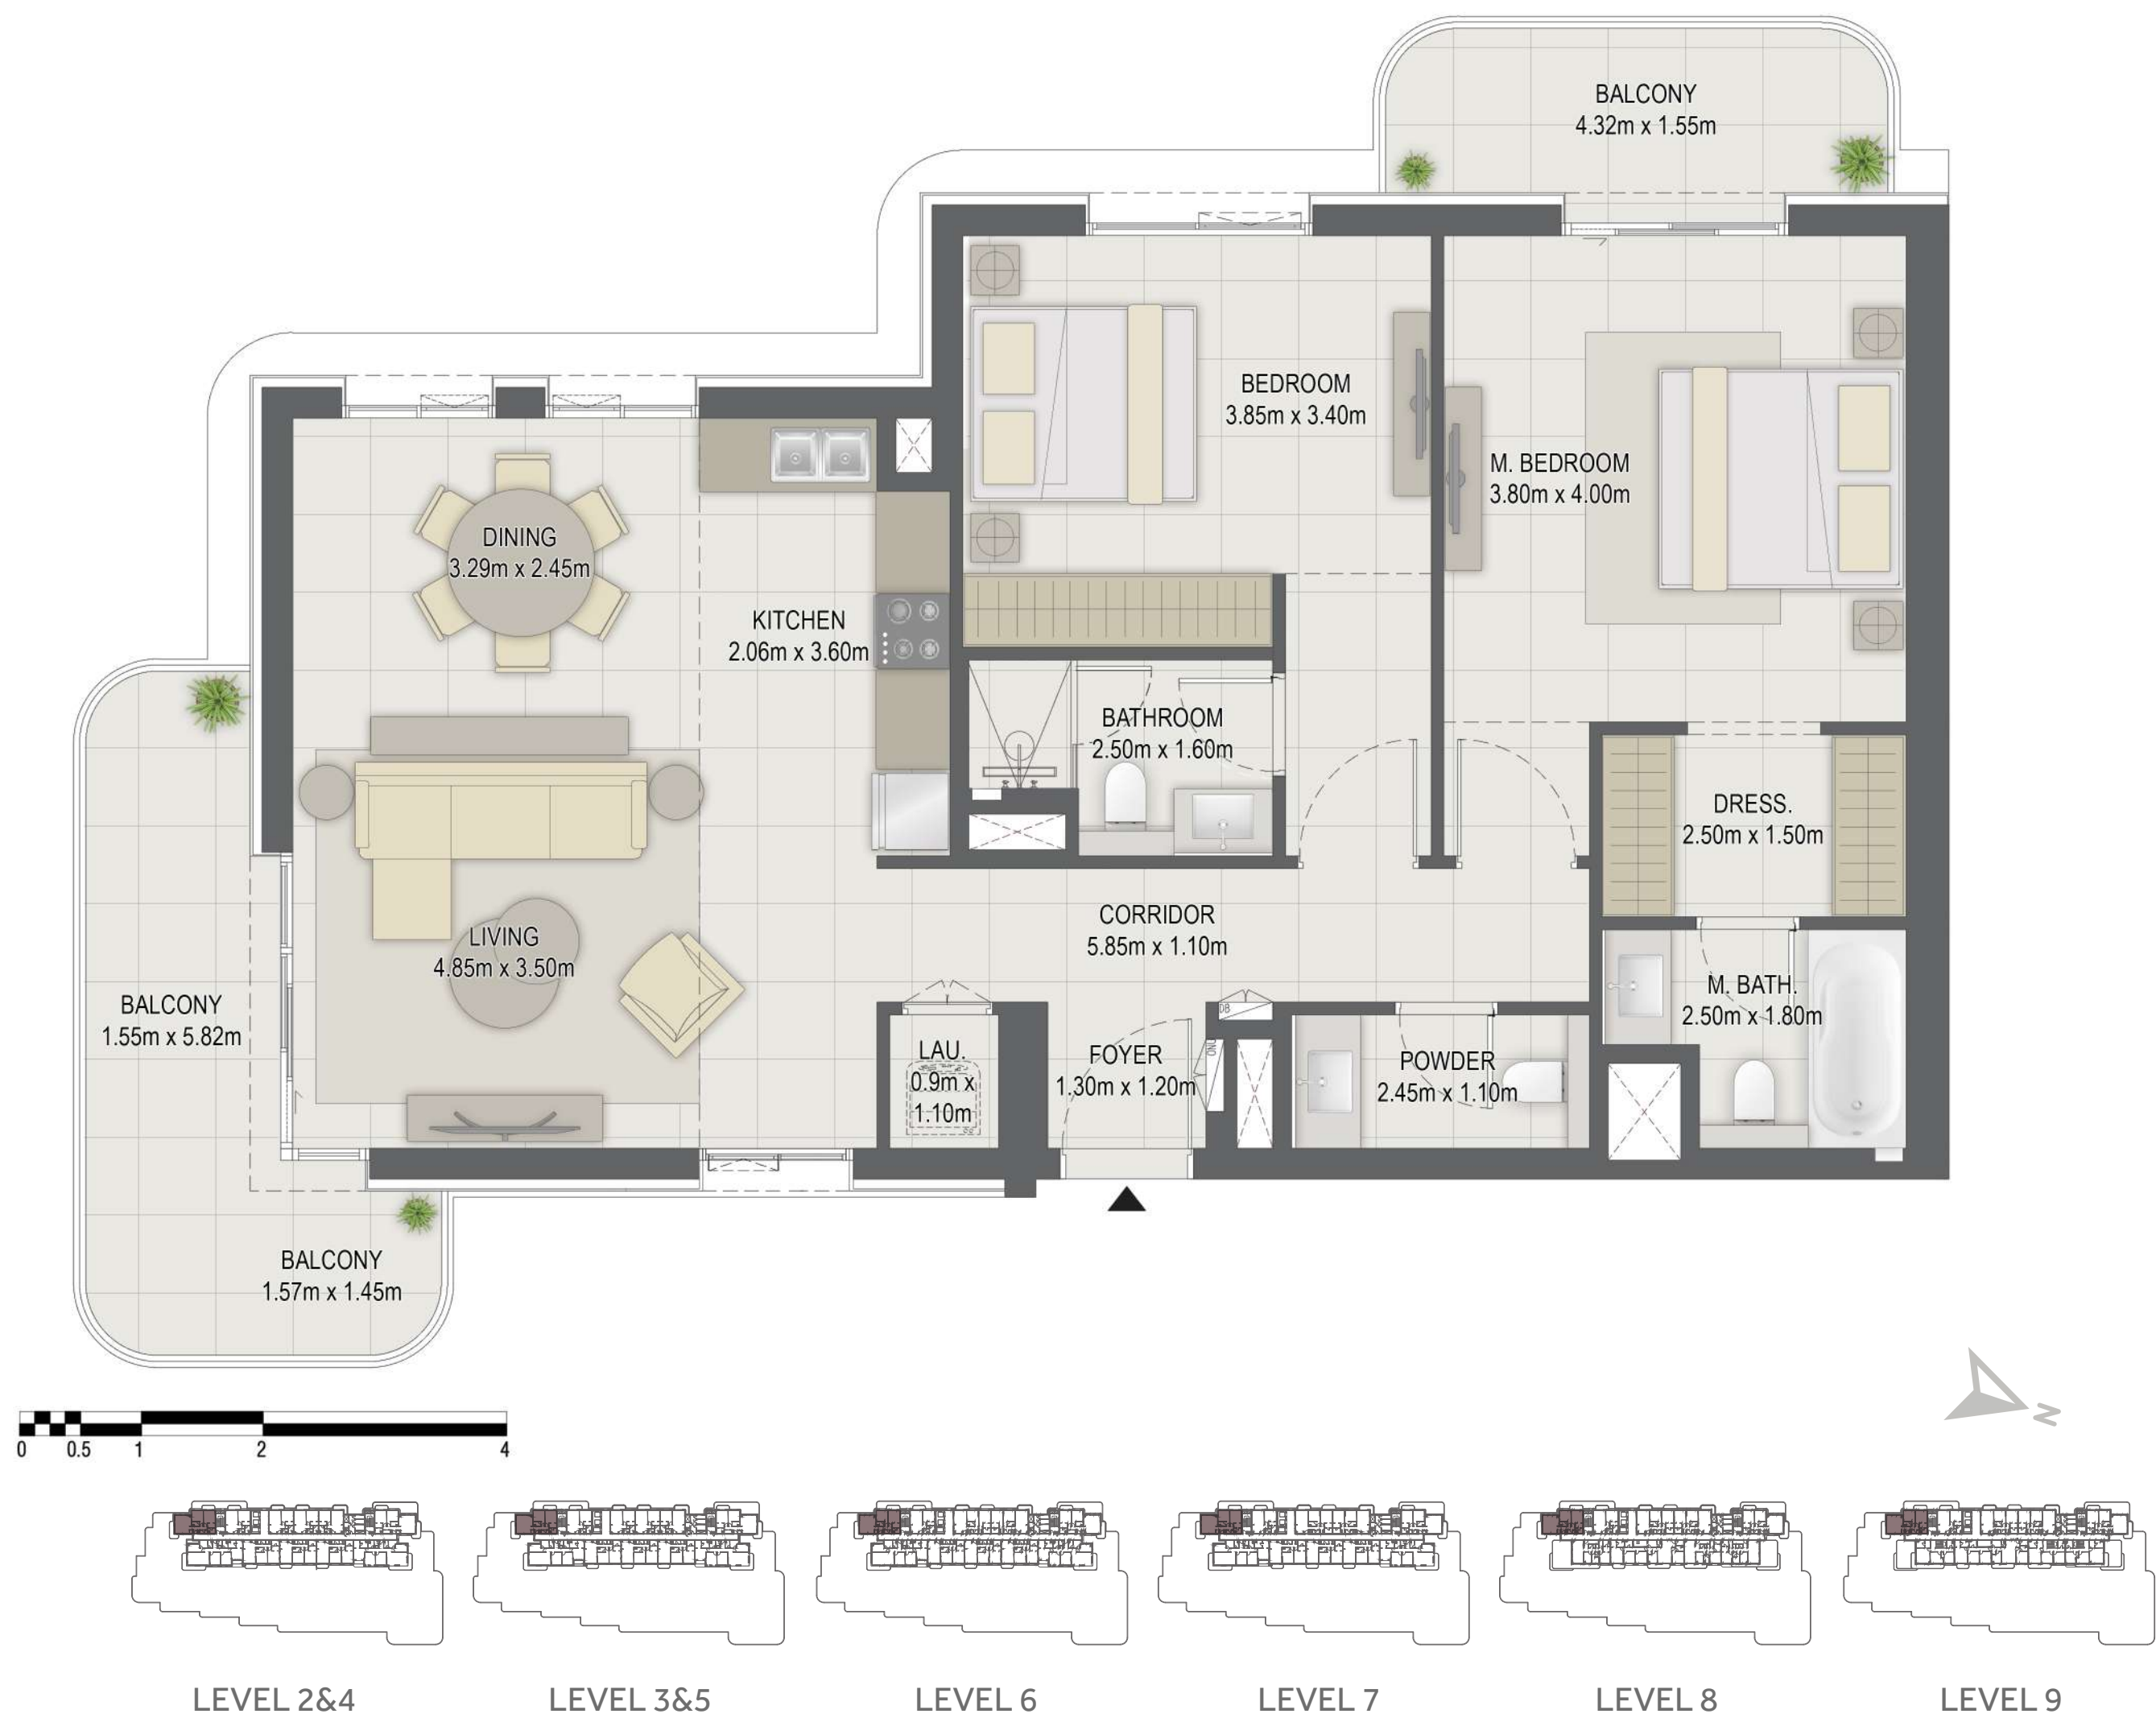 BALCONY
4.32m x 1.55m
BEDROOM
3.85m x 3.40m
M. BEDROOM
3.80m x 4.00m
DINING
3.29m x 2.45m
KITCHEN
2.06m x 3.60m
BATHROOM
2.50m x 1.60m
DRESS.
2.50m x 1.50m
CORRIDOR
5.85m x 1.10m
LIVING
4.85m x 3.50m
M. BATH.
2.50m x 1.80m
BALCONY
1.55m x 5.82m
LAU.
0.9m x
1.10m
FOYER
1.30m x 1.20m
DB
POWDER
2.45m x 1.10m
BALCONY
1.57m x 1.45m
N
0 0.5 1 2 4
LEVEL 2&4
LEVEL 3&5
LEVEL 6
LEVEL 7
LEVEL 8
LEVEL 9